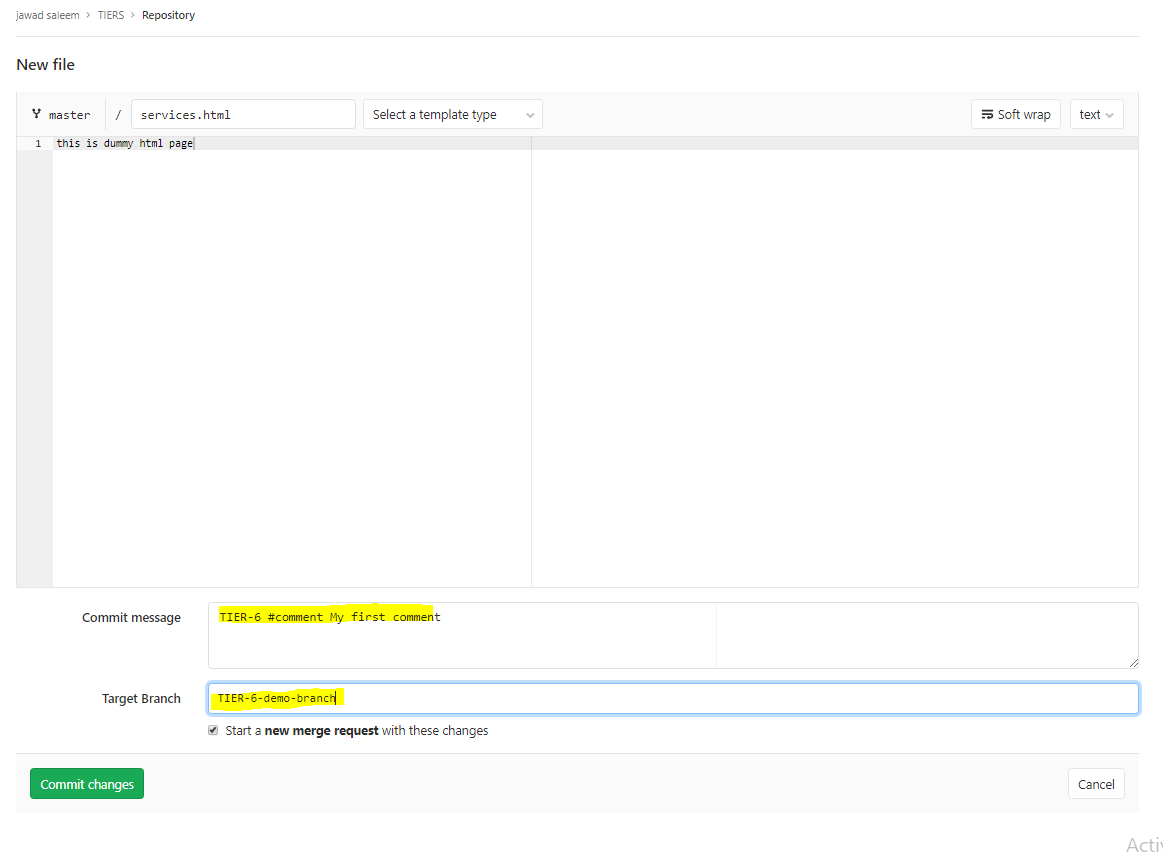 jawad saleem > TIERS > Repository
New file
master / services.html Select a template type Soft wrap text
1 this is dummy html page
Commit message TIER-6 #comment My first comment
Target Branch TIER-6-demo-branch
Start a new merge request with these changes
Commit changes Cancel